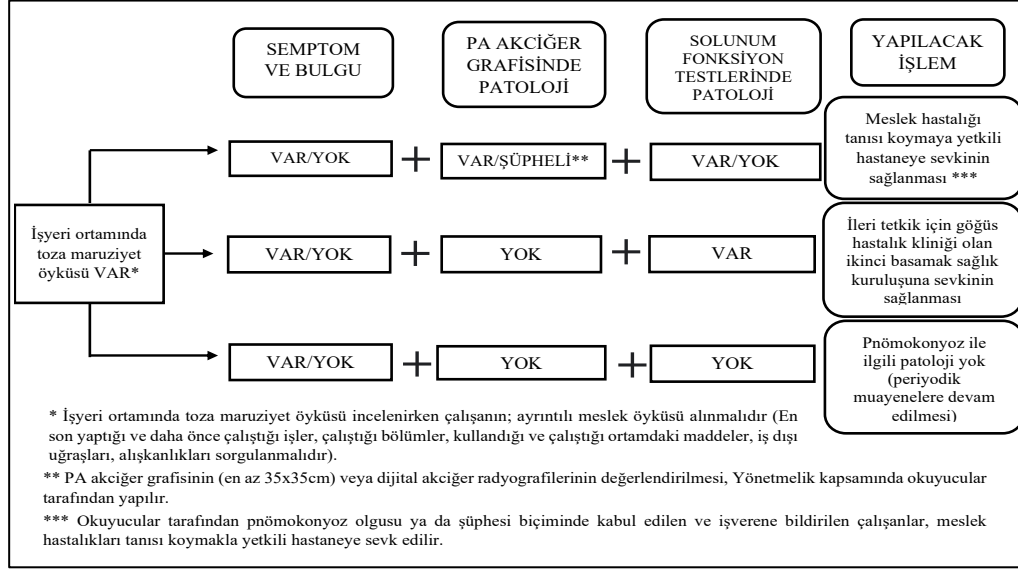 SEMPTOM
VE BULGU
PA AKCİĞER
GRAFİSİNDE
PATOLOJİ
SOLUNUM
FONKSİYON
TESTLERİNDE
PATOLOJİ
YAPILACAK
İŞLEM
İşyeri ortamında
toza maruziyet
öyküsü VAR*
VAR/YOK
+
VAR/ŞÜPHELİ**
+
VAR/YOK
Meslek hastalığı
tanısı koymaya yetkili
hastaneye sevkinin
sağlanması ***
VAR/YOK
+
YOK
+
VAR
İleri tetkik için göğüs
hastalık kliniği olan
ikinci basamak sağlık
kuruluşuna sevkinin
sağlanması
VAR/YOK
+
YOK
+
YOK
Pnömokonyoz ile
ilgili patoloji yok
(periyodik
muayenelere devam
edilmesi)
* İşyeri ortamında toza maruziyet öyküsü incelenirken çalışanın; ayrıntılı meslek öyküsü alınmalıdır (En
son yaptığı ve daha önce çalıştığı işler, çalıştığı bölümler, kullandığı ve çalıştığı ortamdaki maddeler, iş dışı
uğraşları, alışkanlıkları sorgulanmalıdır).
** PA akciğer grafisinin (en az 35x35cm) veya dijital akciğer radyografilerinin değerlendirilmesi, Yönetmelik kapsamında okuyucular
tarafından yapılır.
*** Okuyucular tarafından pnömokonyoz olgusu ya da şüphesi biçiminde kabul edilen ve işverene bildirilen çalışanlar, meslek
hastalıkları tanısı koymakla yetkili hastaneye sevk edilir.